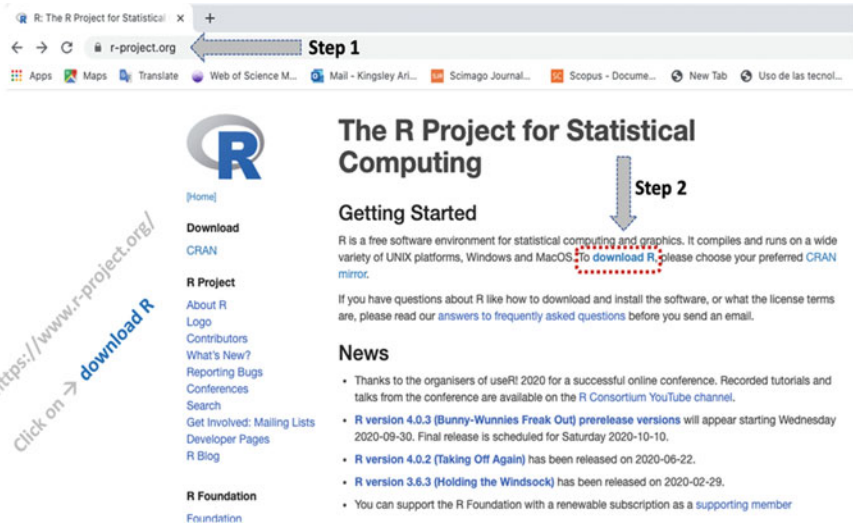 R: The R Project for Statistical
r-project.org
Step 1
Apps
Maps
Translate
Web of Science M...
Mail - Kingsley Ari...
Scimago Journal...
Scopus - Docume...
New Tab
Uso de las tecnol...
R
[Home]
Download
CRAN
R Project
About R
Logo
Contributors
What's New?
Reporting Bugs
Conferences
Search
Get Involved: Mailing Lists
Developer Pages
R Blog
R Foundation
Foundation
The R Project for Statistical
Computing
Step 2
Getting Started
R is a free software environment for statistical computing and graphics. It compiles and runs on a wide
variety of UNIX platforms, Windows and MacOS. To download R, please choose your preferred CRAN
mirror.
If you have questions about R like how to download and install the software, or what the license terms
are, please read our answers to frequently asked questions before you send an email.
News
• Thanks to the organisers of useR! 2020 for a successful online conference. Recorded tutorials and
talks from the conference are available on the R Consortium YouTube channel.
• R version 4.0.3 (Bunny-Wunnies Freak Out) prerelease versions will appear starting Wednesday
2020-09-30. Final release is scheduled for Saturday 2020-10-10.
• R version 4.0.2 (Taking Off Again) has been released on 2020-06-22.
• R version 3.6.3 (Holding the Windsock) has been released on 2020-02-29.
• You can support the R Foundation with a renewable subscription as a supporting member
ttps://www.r-project.org/
Click on → download R